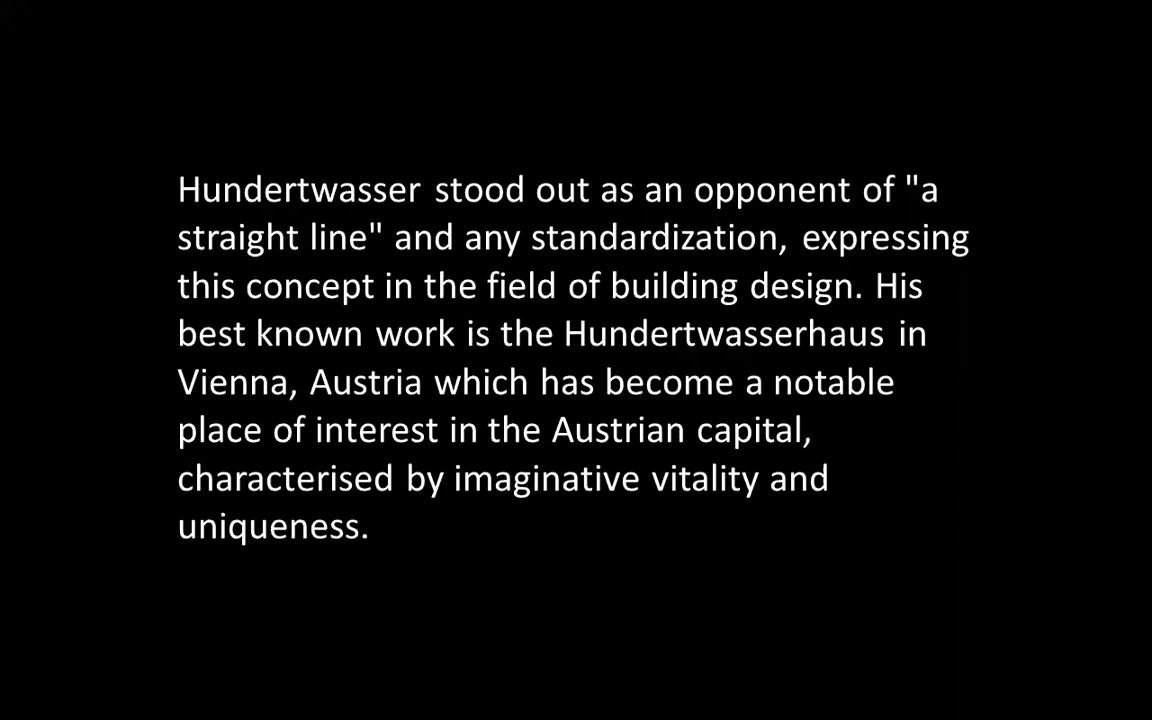 Hundertwasser stood out as an opponent of "a
straight line" and any standardization, expressing
this concept in the field of building design. His
best known work is the Hundertwasserhaus in
Vienna, Austria which has become a notable
place of interest in the Austrian capital,
characterised by imaginative vitality and
uniqueness.